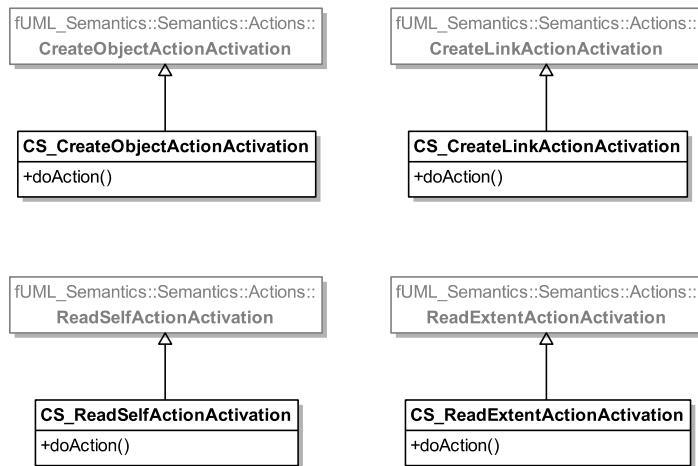 fUML_Semantics::Semantics::Actions::
CreateObjectActionActivation
CS_CreateObjectActionActivation
+doAction()
fUML_Semantics::Semantics::Actions::
CreateLinkActionActivation
CS_CreateLinkActionActivation
+doAction()
fUML_Semantics::Semantics::Actions::
ReadSelfActionActivation
CS_ReadSelfActionActivation
+doAction()
fUML_Semantics::Semantics::Actions::
ReadExtentActionActivation
CS_ReadExtentActionActivation
+doAction()